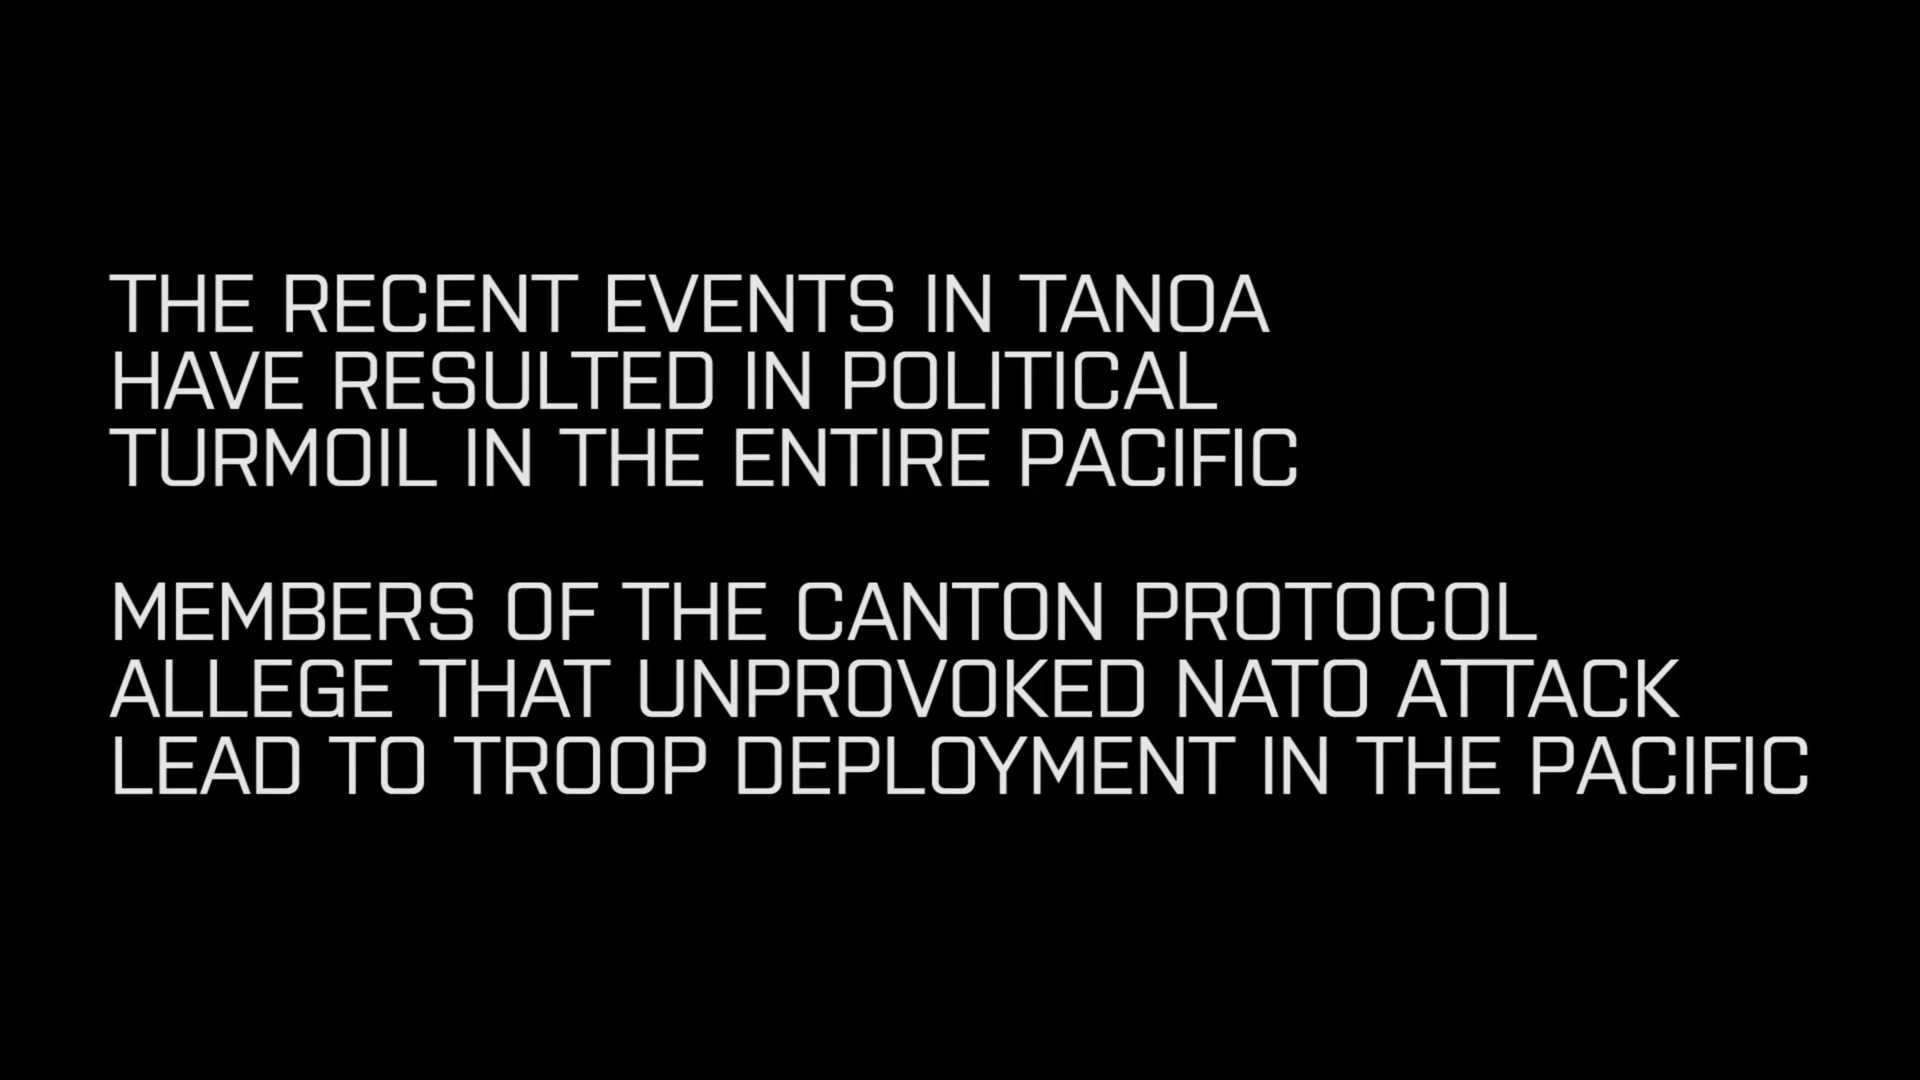 THE RECENT EVENTS IN TANOA
HAVE RESULTED IN POLITICAL
TURMOIL IN THE ENTIRE PACIFIC
MEMBERS OF THE CANTON PROTOCOL
ALLEGE THAT UNPROVOKED NATO ATTACK
LEAD TO TROOP DEPLOYMENT IN THE PACIFIC